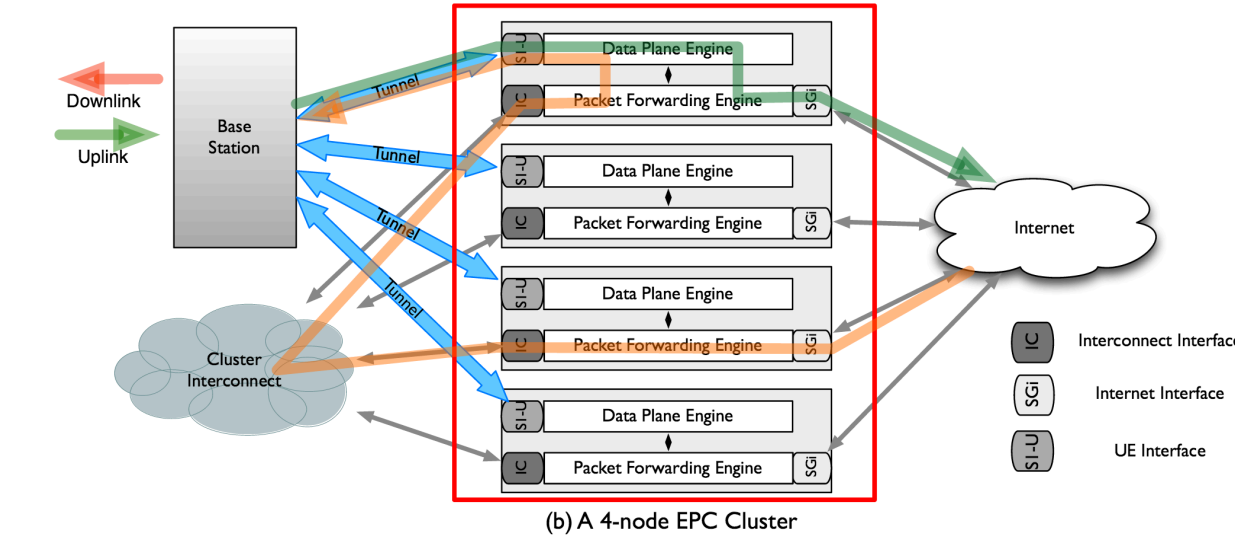 Downlink
Uplink
Base
Station
Tunnel
Tunnel
Tunnel
Tunnel
Cluster
Interconnect
S1-U
Data Plane Engine
IC
Packet Forwarding Engine
SGi
S1-U
Data Plane Engine
IC
Packet Forwarding Engine
SGi
S1-U
Data Plane Engine
IC
Packet Forwarding Engine
SGi
S1-U
Data Plane Engine
IC
Packet Forwarding Engine
SGi
Internet
IC
Interconnect Interface
SGi
Internet Interface
S1-U
UE Interface
(b) A 4-node EPC Cluster